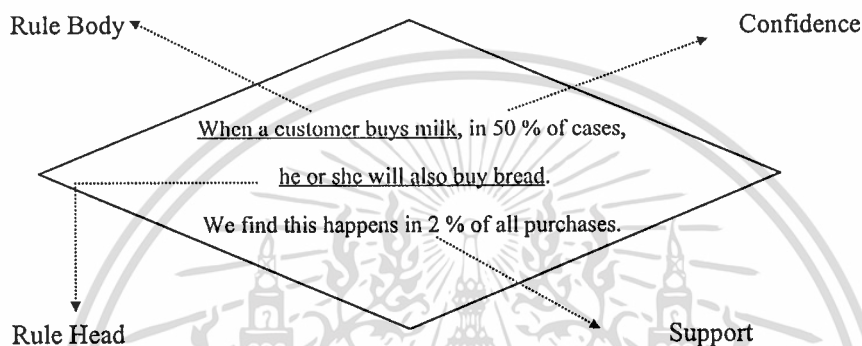 Rule Body
Confidence
When a customer buys milk, in 50 % of cases,
he or she will also buy bread.
We find this happens in 2 % of all purchases.
Rule Head
Support